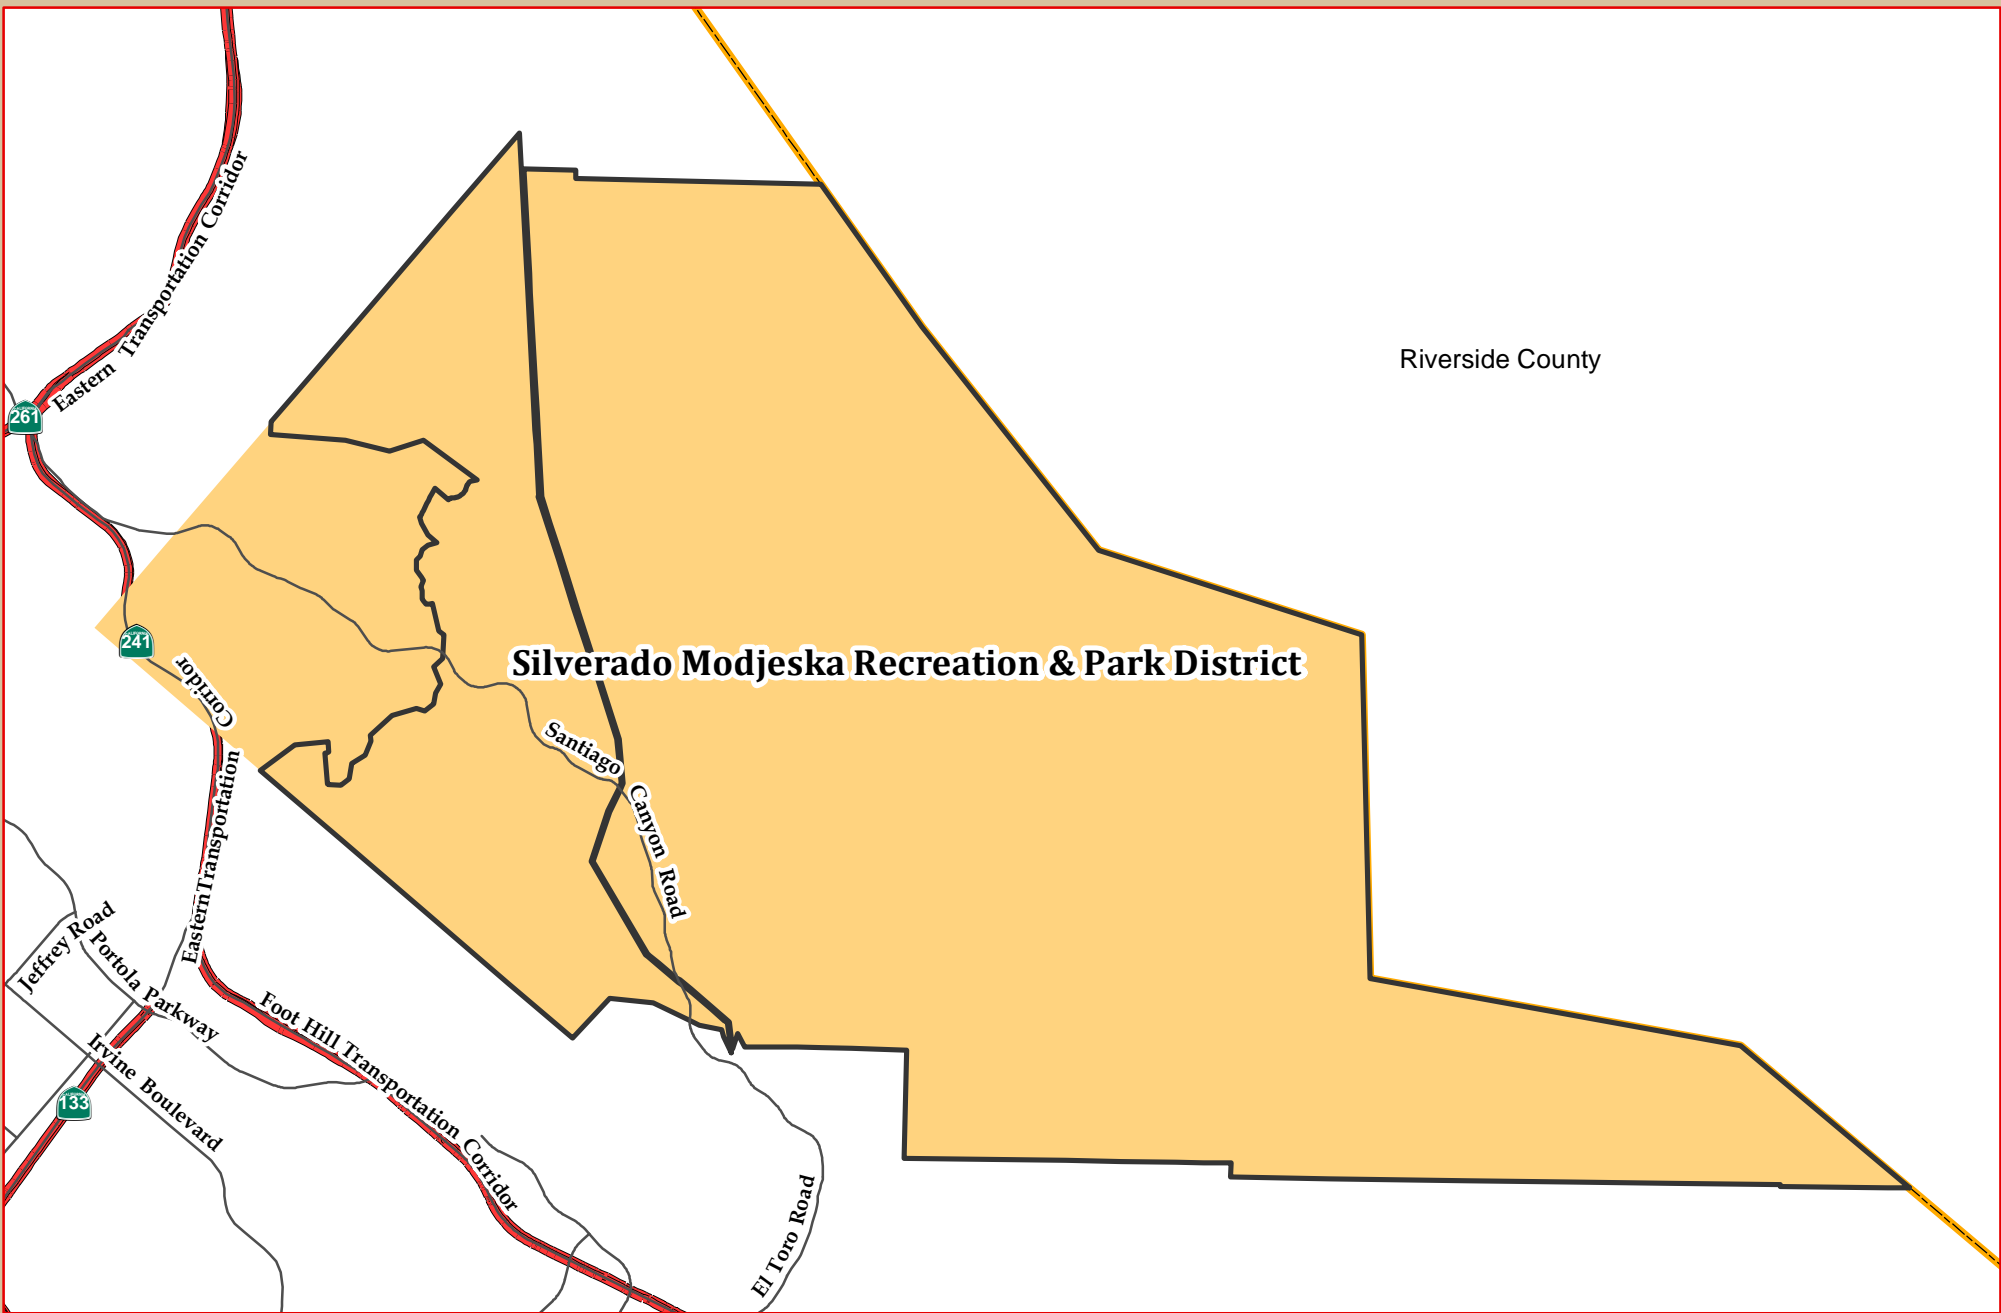 Eastern Transportation Corridor
Riverside County
261
241
Corridor
Silverado Modjeska Recreation & Park District
Santiago Canyon Road
Eastern Transportation
Jeffrey Road
Portola Parkway
Foot Hill Transportation Corridor
Irvine Boulevard
133
El Toro Road